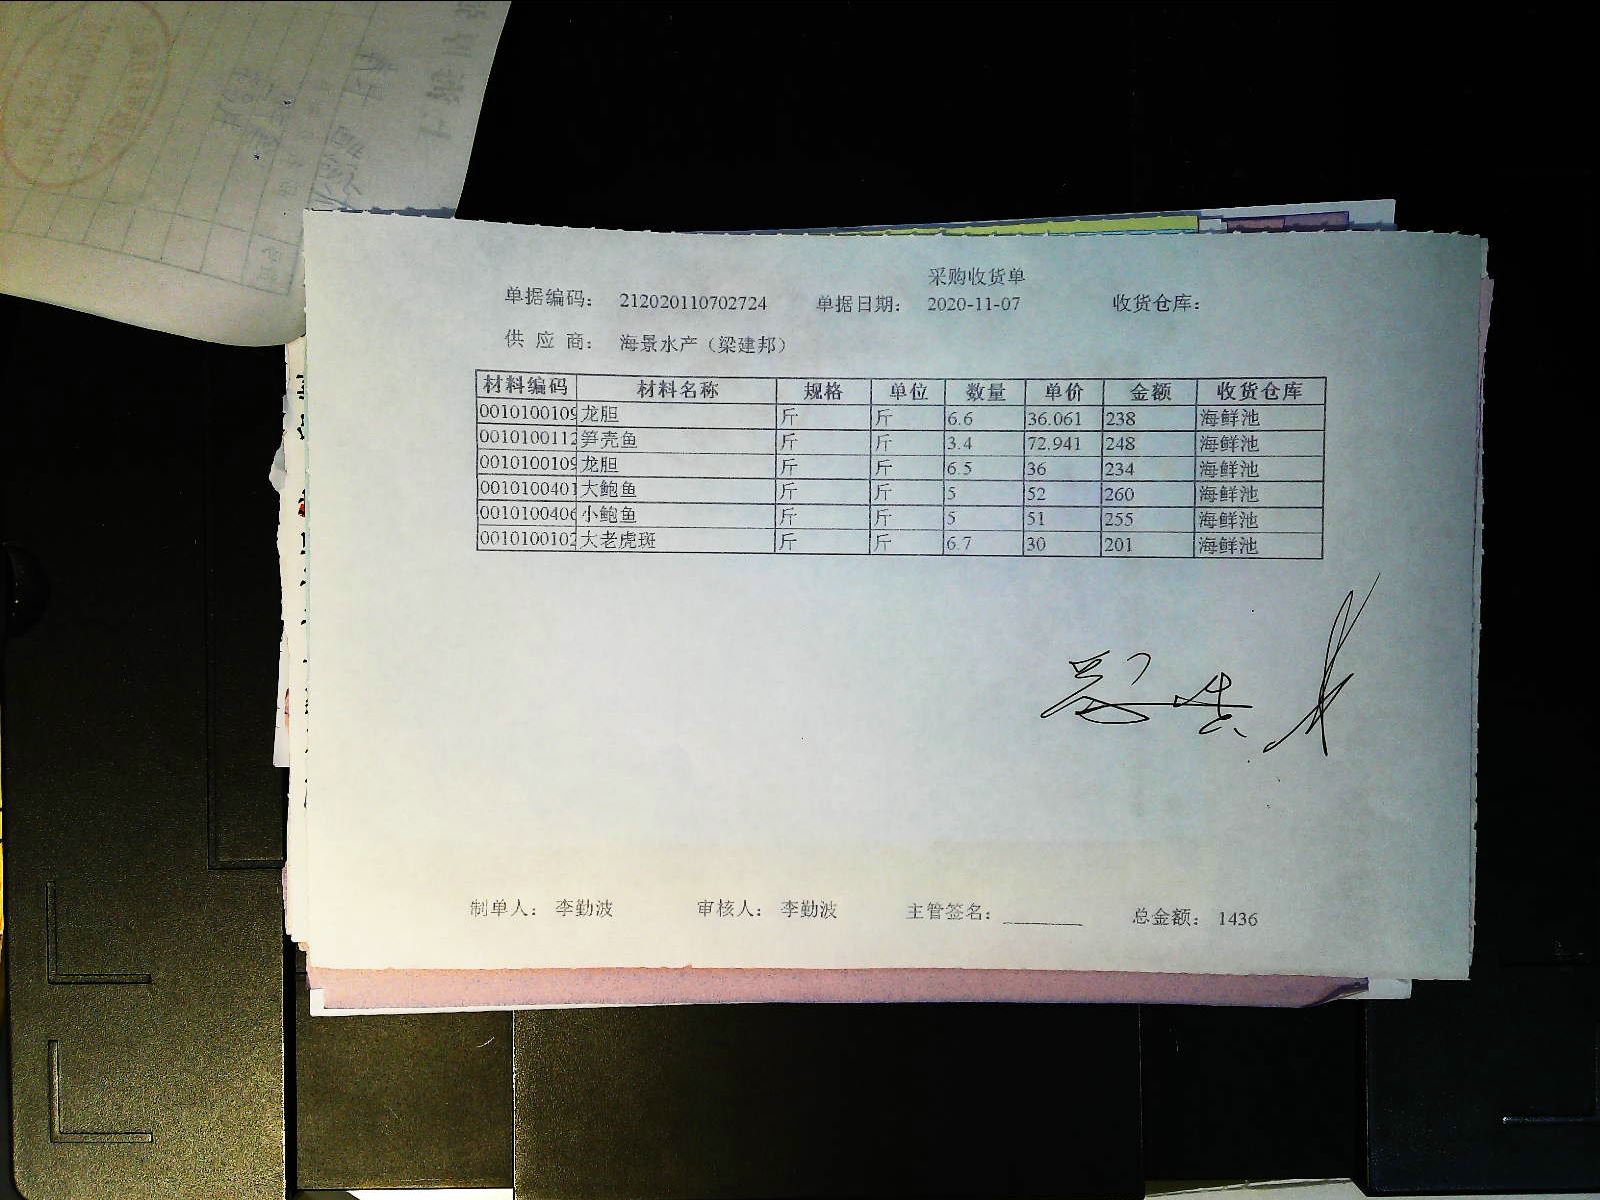 采购收货单
单据编码： 212020110702724 单据日期： 2020-11-07 收货仓库：
供 应 商： 海景水产（梁建邦）
材料编码 材料名称 规格 单位 数量 单价 金额 收货仓库
0010100109 龙胆 斤 斤 6.6 36.061 238 海鲜池
0010100112 笋壳鱼 斤 斤 3.4 72.941 248 海鲜池
0010100109 龙胆 斤 斤 6.5 36 234 海鲜池
0010100401 大鲍鱼 斤 斤 5 52 260 海鲜池
0010100406 小鲍鱼 斤 斤 5 51 255 海鲜池
0010100102 大老虎斑 斤 斤 6.7 30 201 海鲜池
制单人： 李勤波 审核人： 李勤波 主管签名： 总金额： 1436